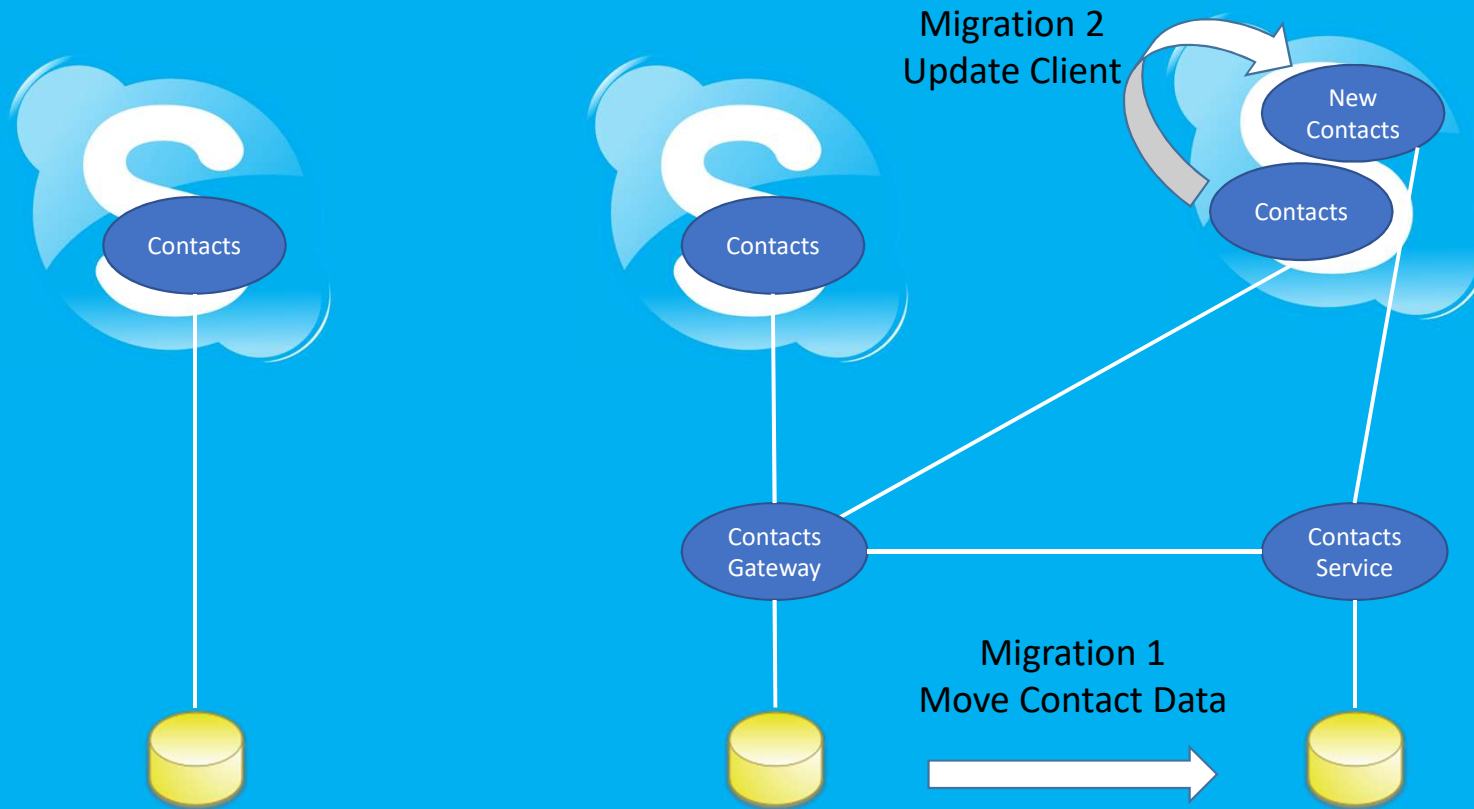 Migration 2
Update Client
New
Contacts
Contacts
Contacts
Contacts
Contacts
Gateway
Contacts
Service
Migration 1
Move Contact Data